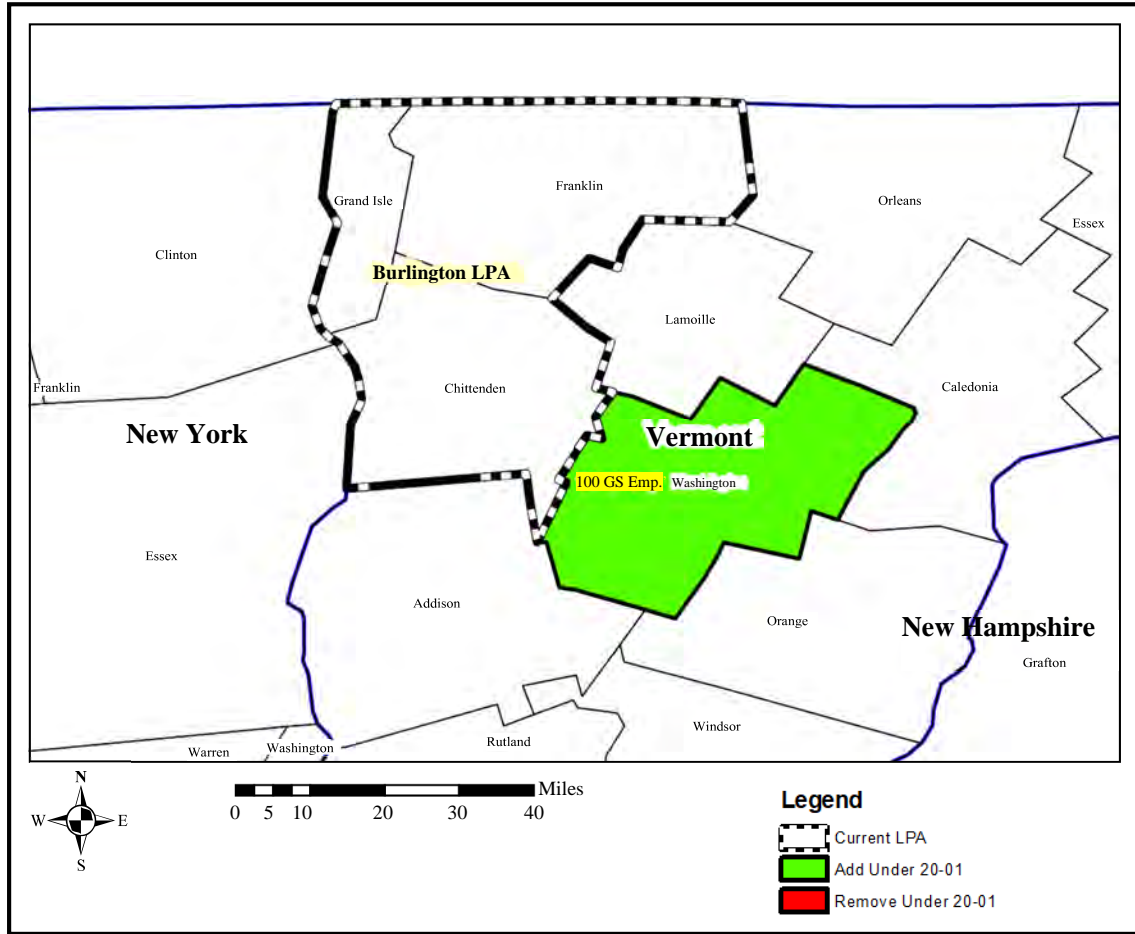 Franklin
Orleans
Grand Isle
Essex
Clinton
Burlington LPA
Lamoille
Franklin
Chittenden
Caledonia
New York
Vermont
100 GS Emp.
Washington
Essex
Addison
Orange
New Hampshire
Grafton
Windsor
Rutland
Warren
Washington
N
W
E
S
Miles
0 5 10 20 30 40
Legend
Current LPA
Add Under 20-01
Remove Under 20-01